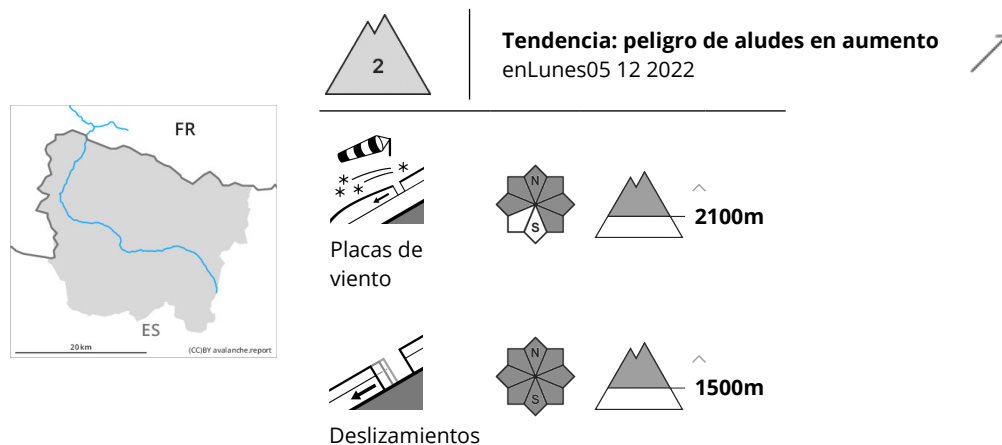 2
Tendencia: peligro de aludes en aumento
enLunes05 12 2022
FR
ES
20 km
(CC)BY avalanche.report
N
S
2100m
Placas de
viento
N
S
1500m
Deslizamientos